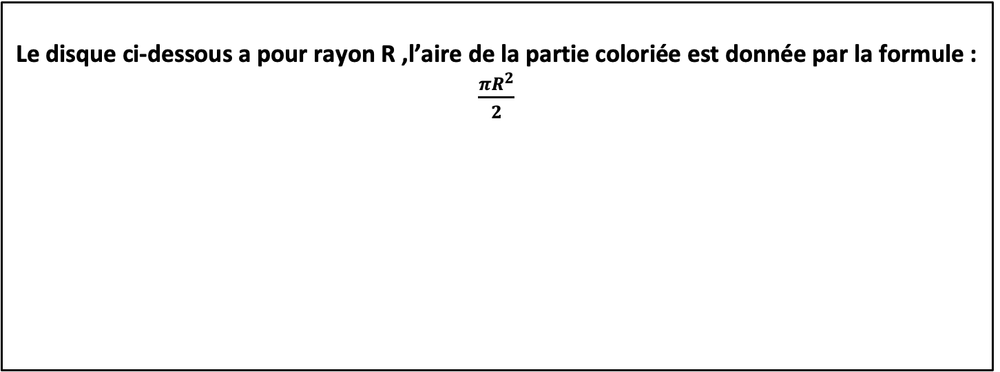 Le disque ci-dessous a pour rayon R ,l’aire de la partie coloriée est donnée par la formule :
πR²
2